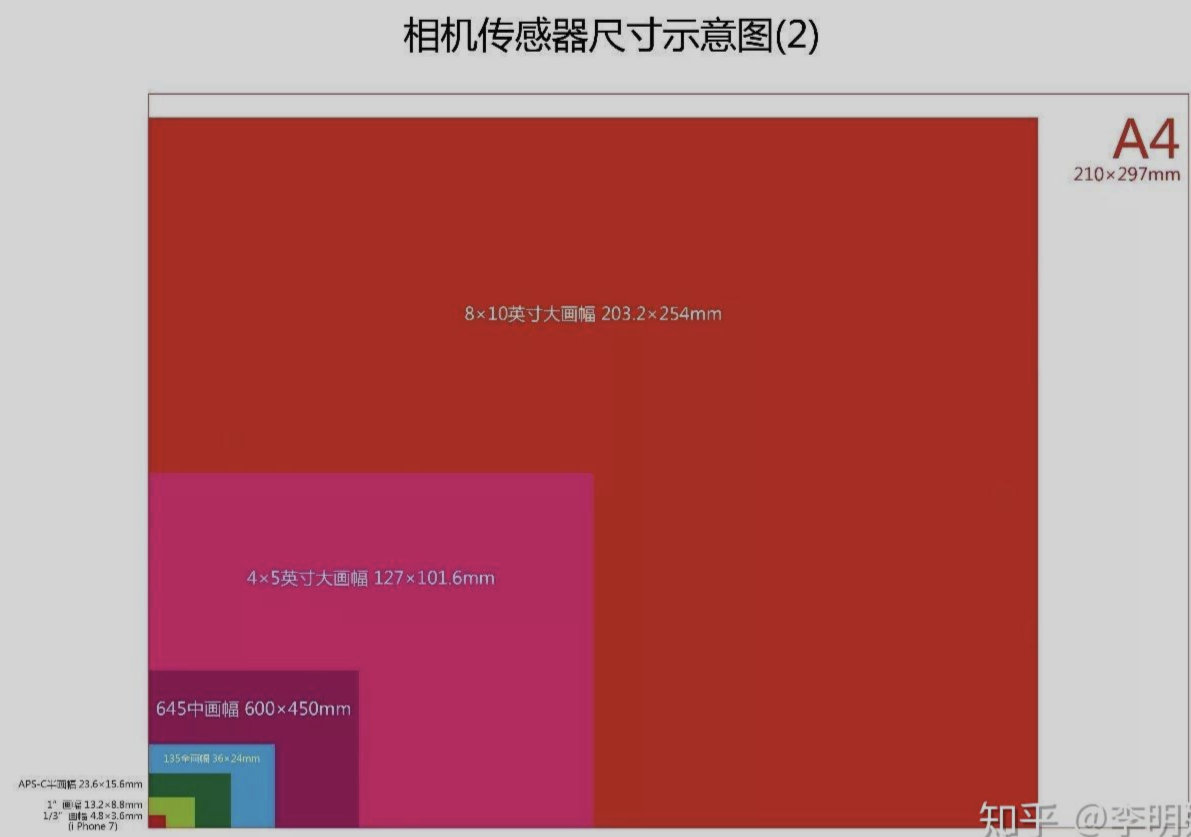 相机传感器尺寸示意图(2)
A4
210×297mm
8×10英寸大画幅 203.2×254mm
4×5英寸大画幅 127×101.6mm
645中画幅 600×450mm
135全画幅 36×24mm
APS-C半画幅 23.6×15.6mm
1" 画幅 13.2×8.8mm
1/3" 画幅 4.8×3.6mm
(i Phone 7)
知乎 @李明